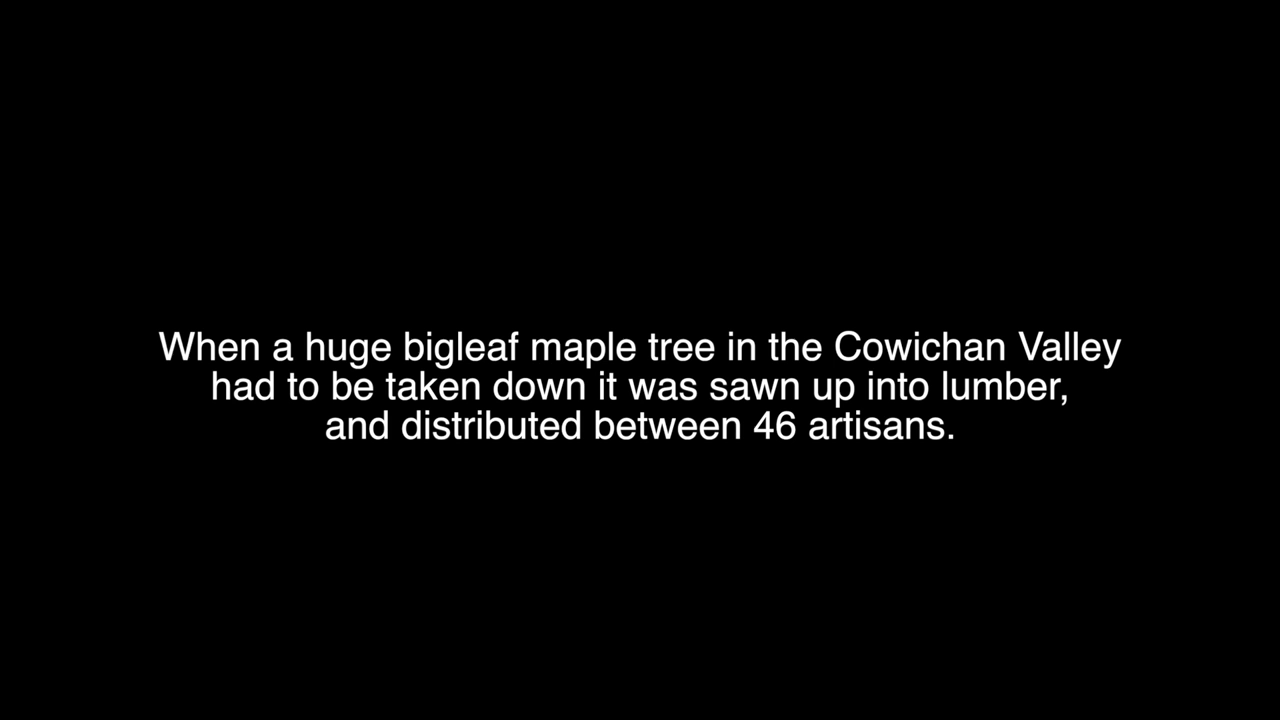 When a huge bigleaf maple tree in the Cowichan Valley
had to be taken down it was sawn up into lumber,
and distributed between 46 artisans.